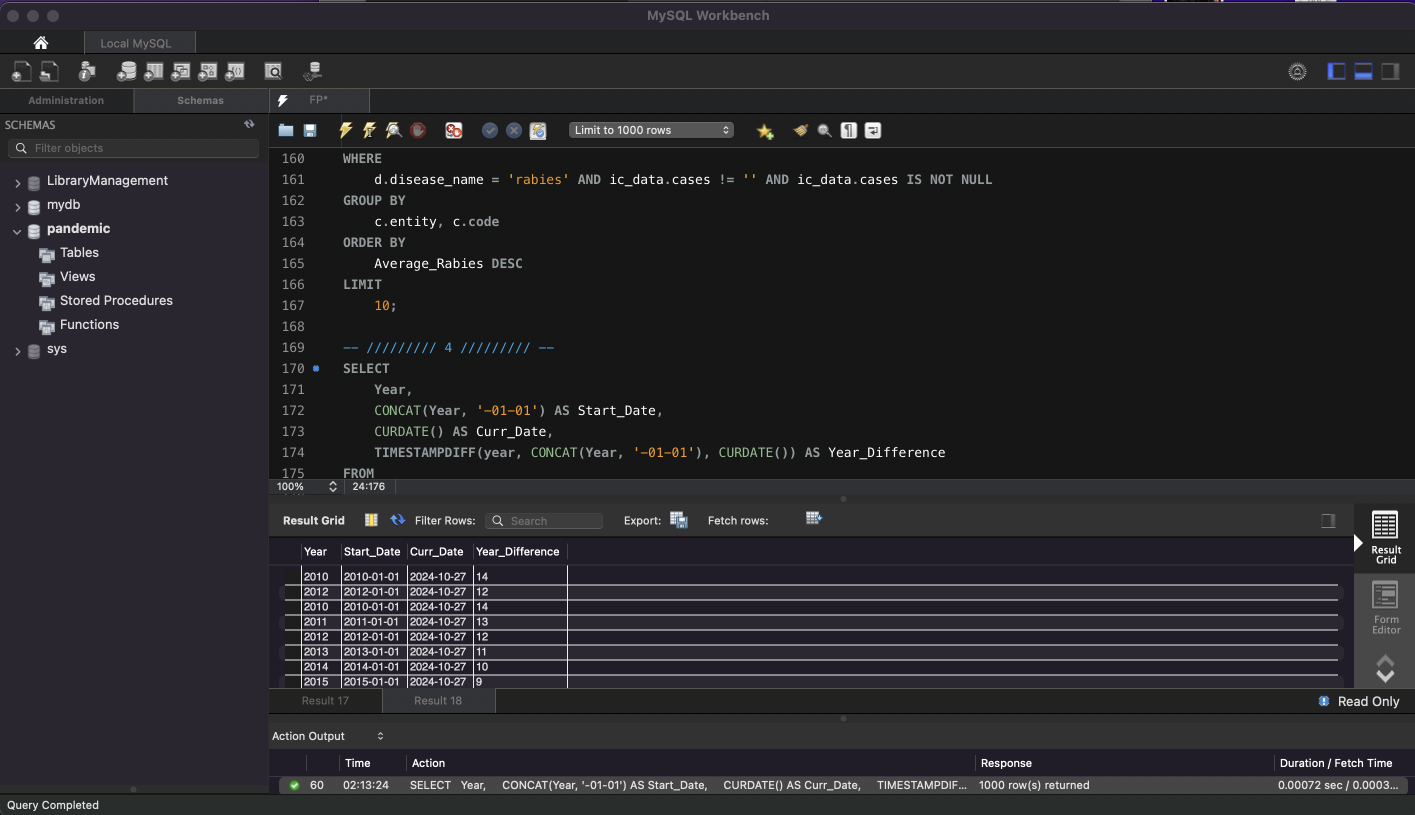 MySQL Workbench
Local MySQL
Administration
Schemas
FP*
SCHEMAS
Filter objects
LibraryManagement
mydb
pandemic
Tables
Views
Stored Procedures
Functions
sys
Limit to 1000 rows
160 WHERE
161 d.disease_name = 'rabies' AND ic_data.cases != '' AND ic_data.cases IS NOT NULL
162 GROUP BY
163 c.entity, c.code
164 ORDER BY
165 Average_Rabies DESC
166 LIMIT
167 10;
168
169 -- ///////// 4 ///////// --
170 SELECT
171 Year,
172 CONCAT(Year, '-01-01') AS Start_Date,
173 CURDATE() AS Curr_Date,
174 TIMESTAMPDIFF(year, CONCAT(Year, '-01-01'), CURDATE()) AS Year_Difference
175 FROM
100% 24:176
Result Grid Filter Rows: Search Export: Fetch rows:
Year Start_Date Curr_Date Year_Difference
2010 2010-01-01 2024-10-27 14
2012 2012-01-01 2024-10-27 12
2010 2010-01-01 2024-10-27 14
2011 2011-01-01 2024-10-27 13
2012 2012-01-01 2024-10-27 12
2013 2013-01-01 2024-10-27 11
2014 2014-01-01 2024-10-27 10
2015 2015-01-01 2024-10-27 9
Result Grid
Form Editor
Result 17 Result 18 Read Only
Action Output
Time Action Response Duration / Fetch Time
60 02:13:24 SELECT Year, CONCAT(Year, '-01-01') AS Start_Date, CURDATE() AS Curr_Date, TIMESTAMPDIF... 1000 row(s) returned 0.00072 sec / 0.0003...
Query Completed